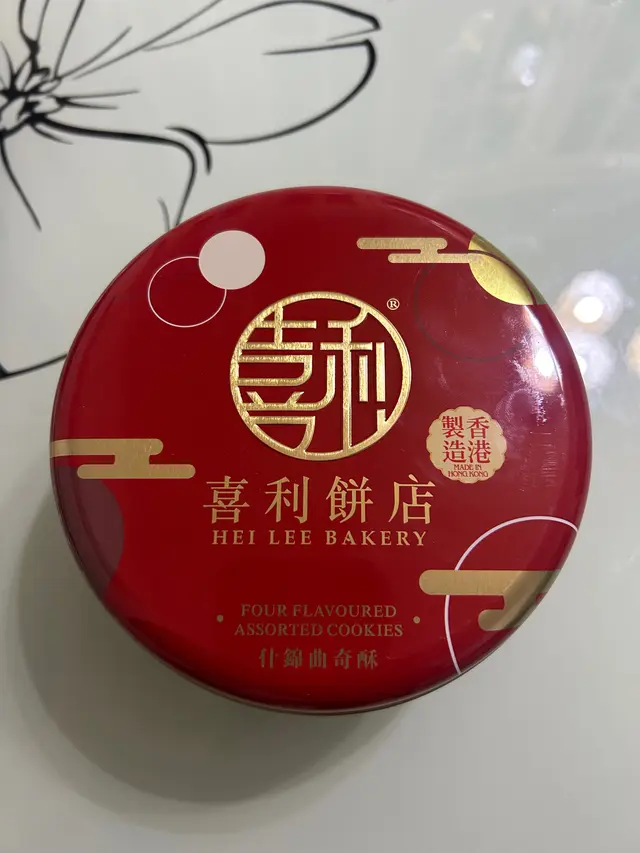 喜利
®
香港
製造
MADE IN
HONG KONG
喜利餅店
HEI LEE BAKERY
FOUR FLAVOURED
ASSORTED COOKIES
什錦曲奇酥